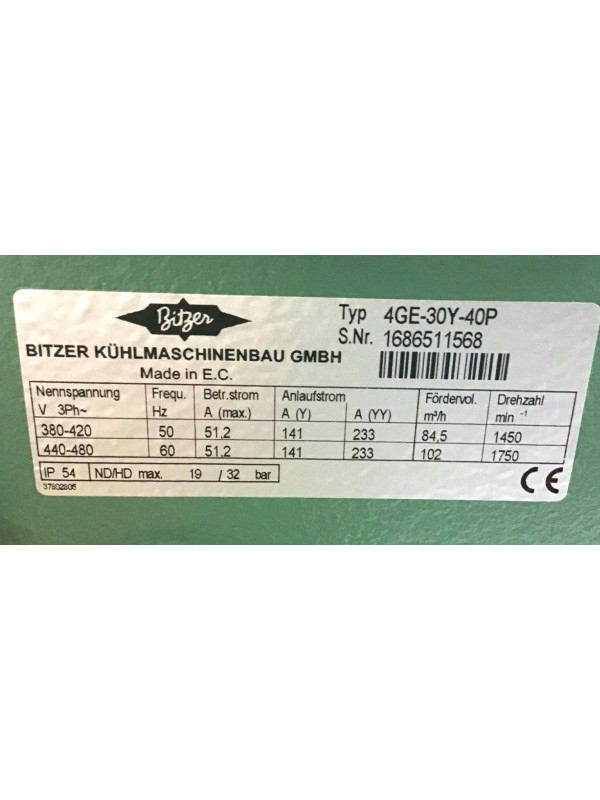 Bitzer
Typ 4GE-30Y-40P
S.Nr. 1686511568
BITZER KÜHLMASCHINENBAU GMBH
Made in E.C.
Nennspannung Frequ. Betr.strom Anlaufstrom Fördervol. Drehzahl
V 3Ph~ Hz A (max.) A (Y) A (YY) m³/h min -1
380-420 50 51,2 141 233 84,5 1450
440-480 60 51,2 141 233 102 1750
IP 54 ND/HD max. 19 / 32 bar
CE